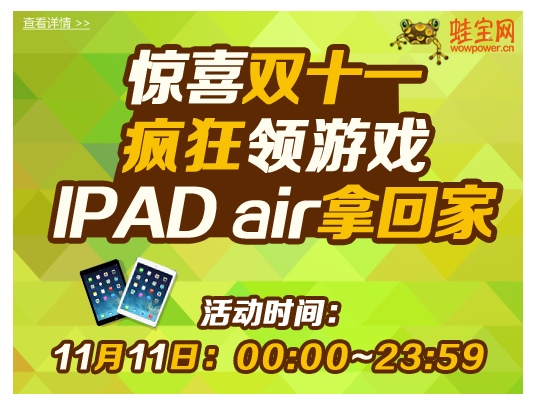 查看详情 >>
蛙宝网
wowpower.cn
惊喜双十一
疯狂领游戏
IPAD air拿回家
活动时间：
11月11日：00:00~23:59